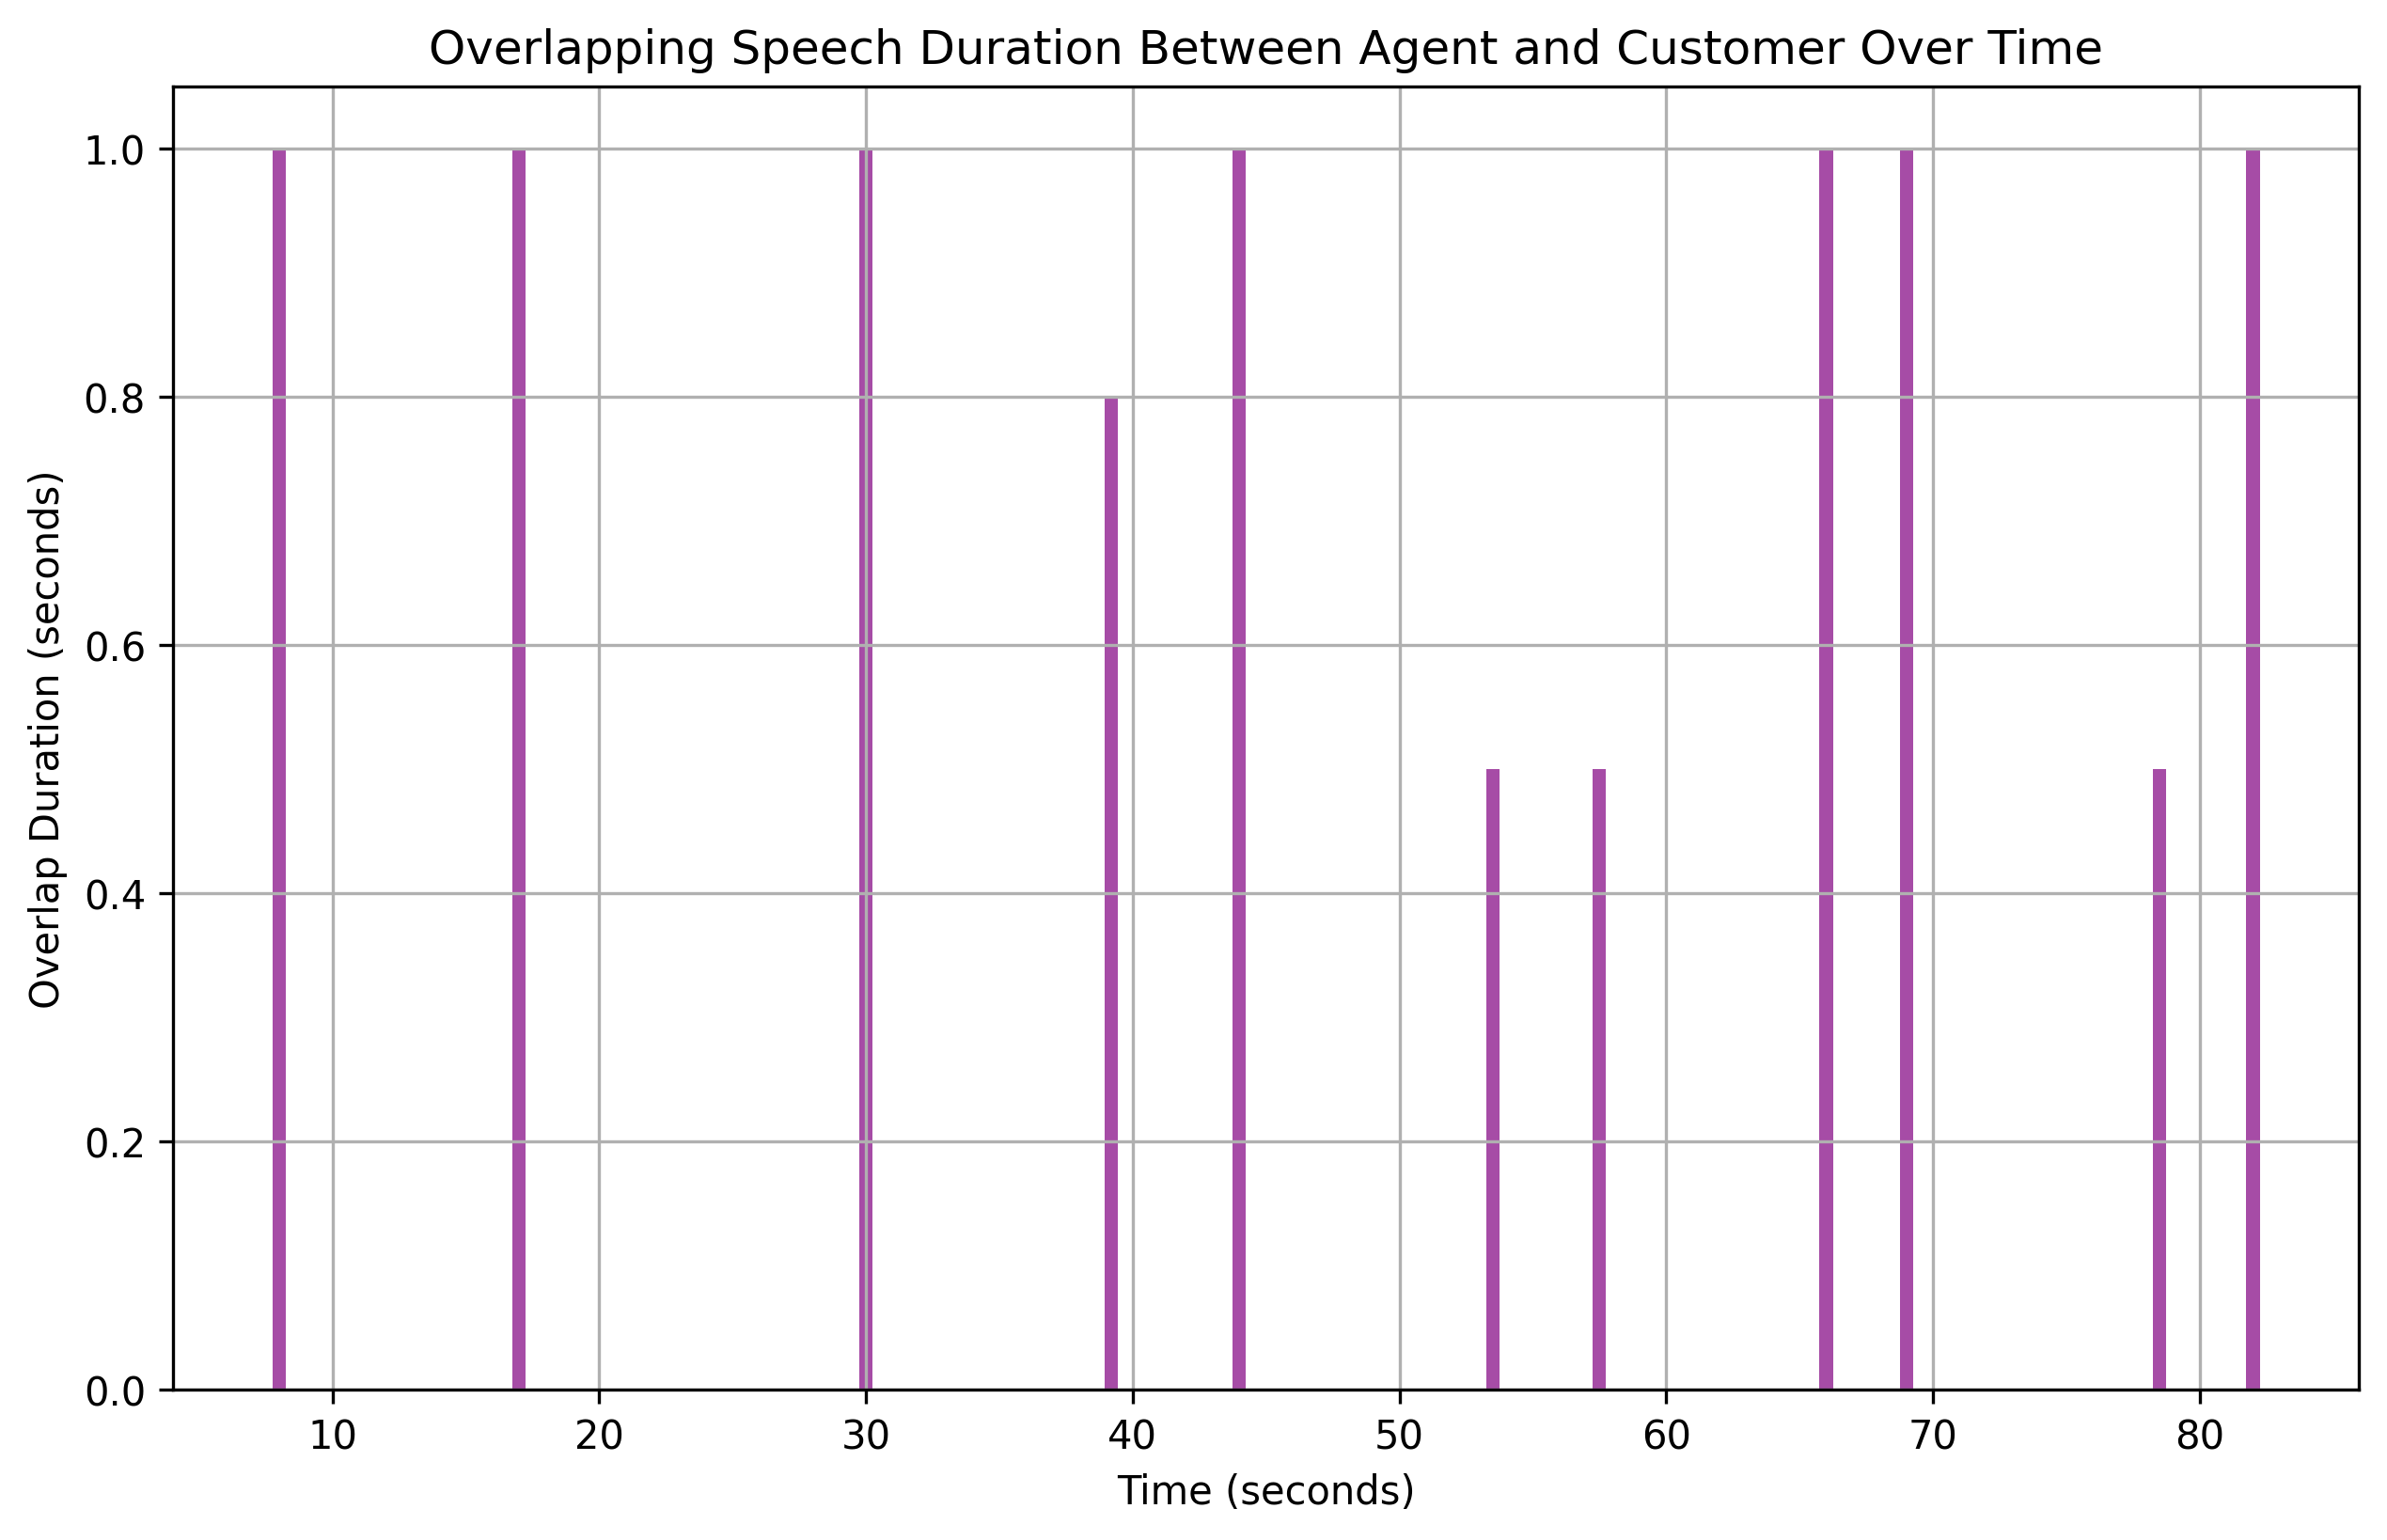 Overlapping Speech Duration Between Agent and Customer Over Time
1.0
0.8
0.6
0.4
0.2
0.0
Overlap Duration (seconds)
10 20 30 40 50 60 70 80
Time (seconds)